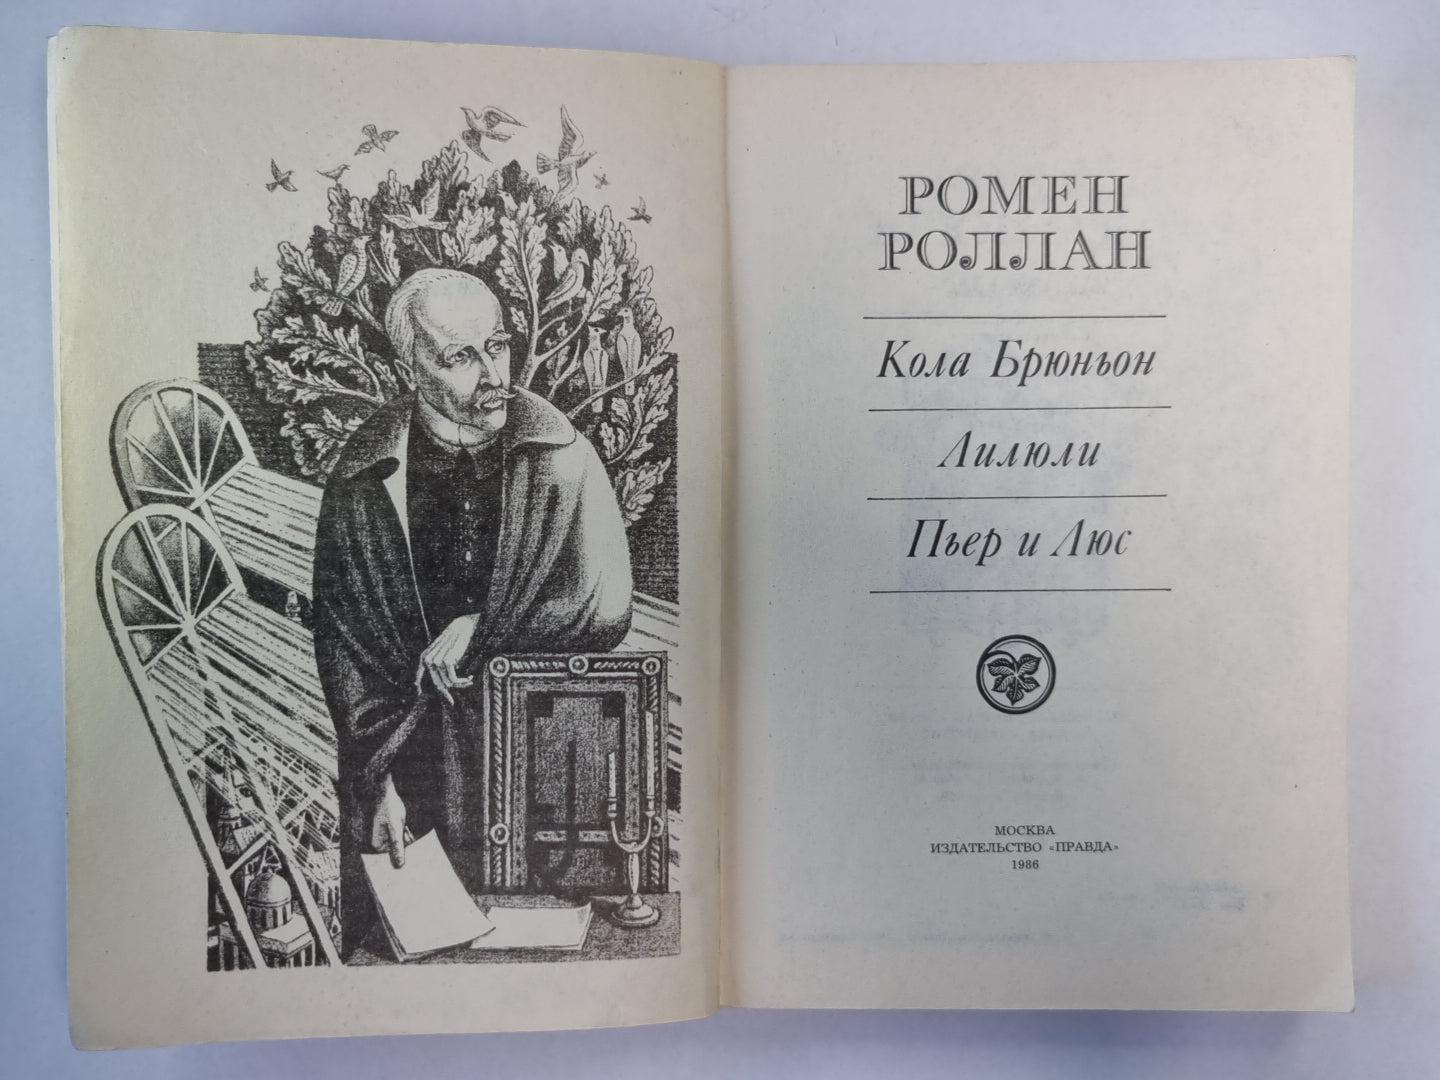 РОМЕН
РОЛЛАН
Кола Брюньон
Лилюли
Пьер и Люс
МОСКВА
ИЗДАТЕЛЬСТВО «ПРАВДА»
1986